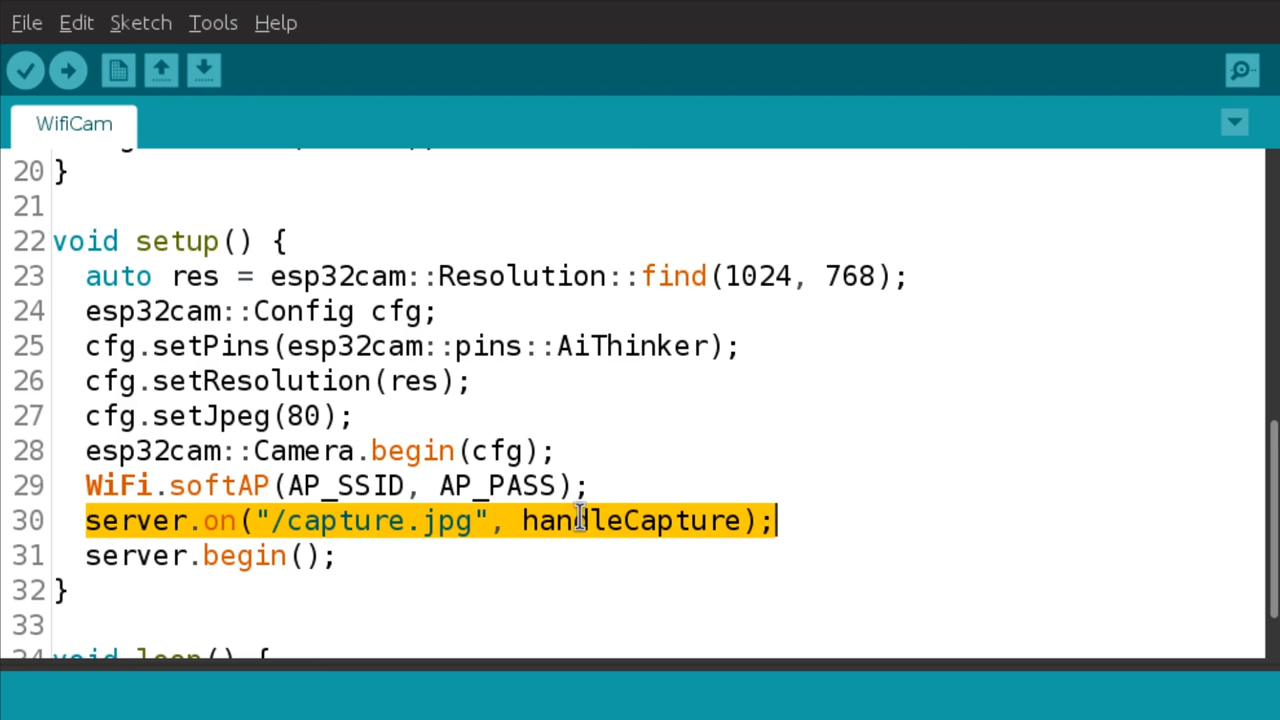 File Edit Sketch Tools Help
WifiCam
20 }
21
22 void setup() {
23 auto res = esp32cam::Resolution::find(1024, 768);
24 esp32cam::Config cfg;
25 cfg.setPins(esp32cam::pins::AiThinker);
26 cfg.setResolution(res);
27 cfg.setJpeg(80);
28 esp32cam::Camera.begin(cfg);
29 WiFi.softAP(AP_SSID, AP_PASS);
30 server.on("/capture.jpg", handleCapture);
31 server.begin();
32 }
33
34 void loop() {